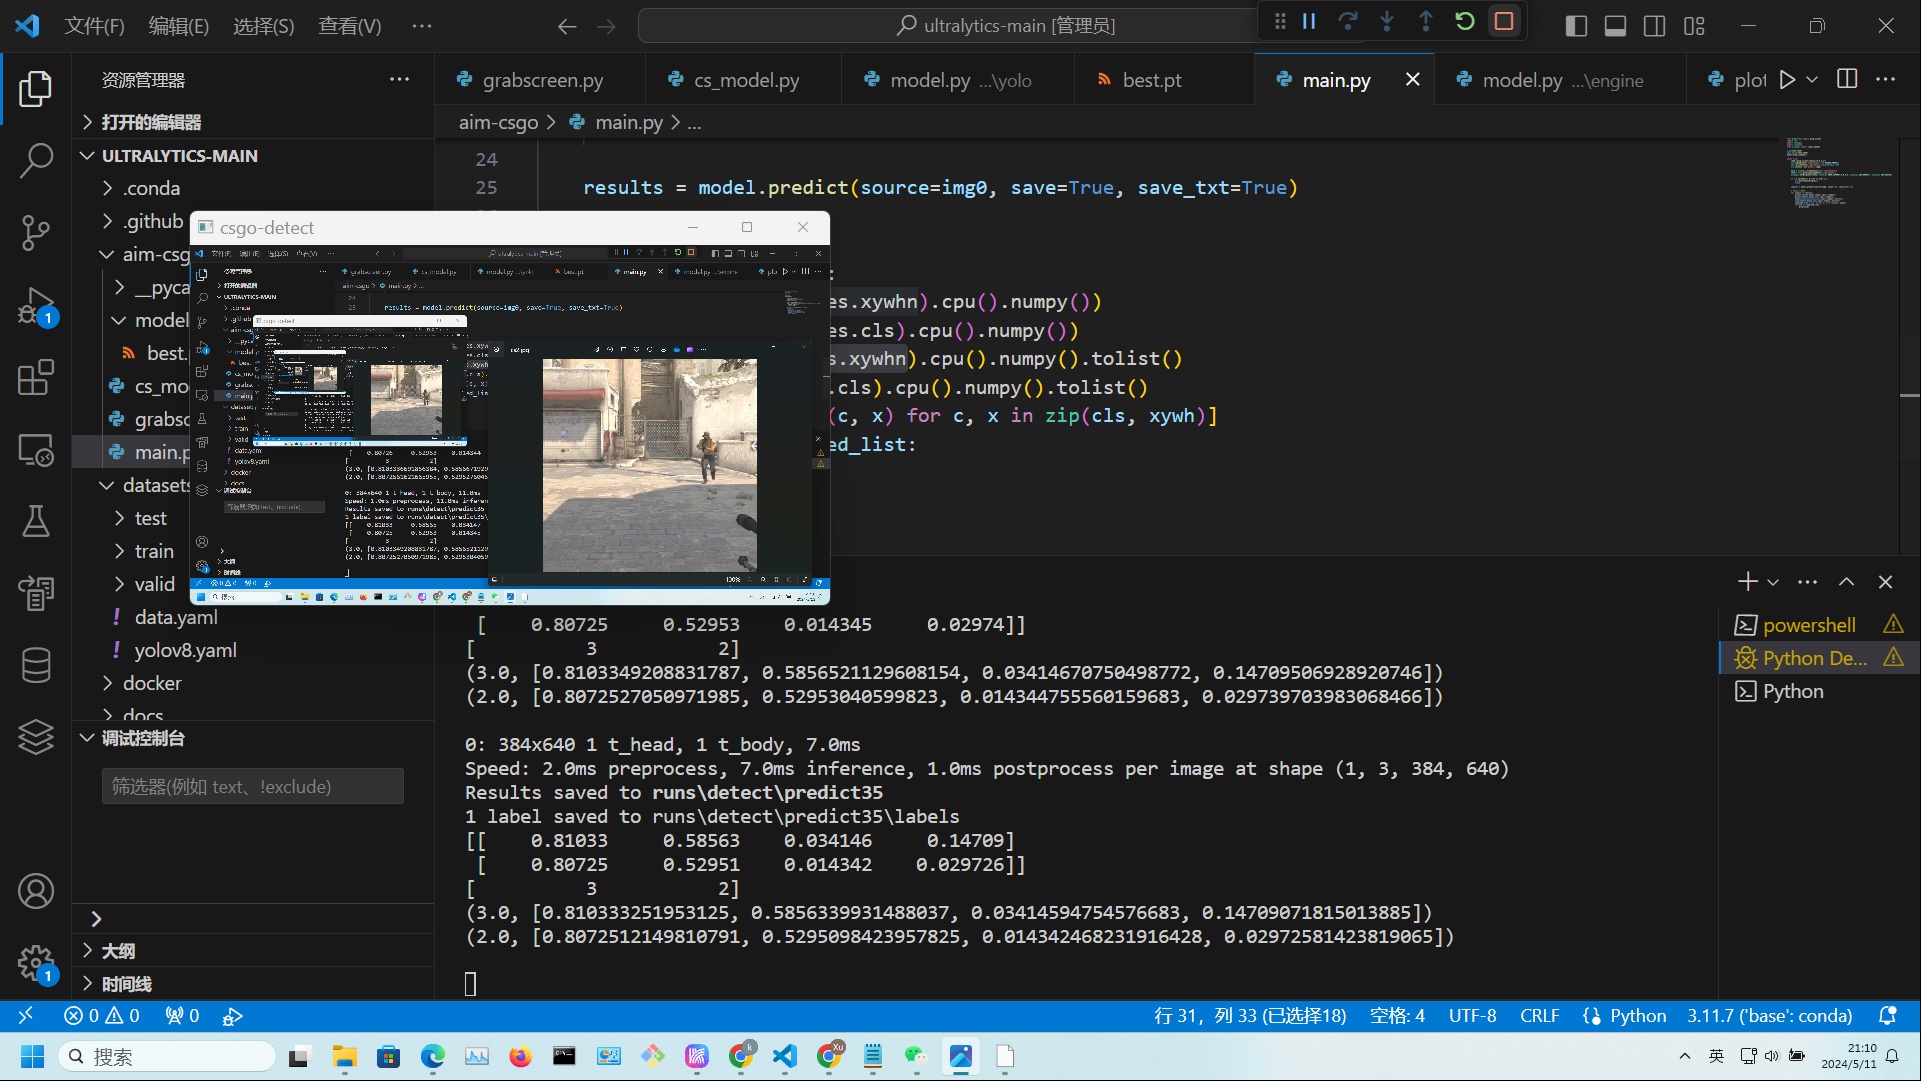 文件(F) 编辑(E) 选择(S) 查看(V) ···
ultralytics-main [管理员]
资源管理器
打开的编辑器
ULTRALYTICS-MAIN
.conda
.github
aim-csg
__pyca
model
best.
cs_mo
grabsc
main.p
datasets
test
train
valid
data.yaml
yolov8.yaml
docker
docs
调试控制台
筛选器(例如 text、!exclude)
大纲
时间线
grabscreen.py
cs_model.py
model.py ...\yolo
best.pt
main.py
model.py ...\engine
plot
aim-csgo > main.py > ...
24
25 results = model.predict(source=img0, save=True, save_txt=True)
:
es.xywhn).cpu().numpy())
es.cls).cpu().numpy())
s.xywhn).cpu().numpy().tolist()
.cls).cpu().numpy().tolist()
(c, x) for c, x in zip(cls, xywh)]
ed_list:
csgo-detect
results = model.predict(source=img0, save=True, save_txt=True)
[ 0.80725 0.52953 0.014345 0.02974]]
[ 3 2]
(3.0, [0.8103349208831787, 0.5856521129608154, 0.03414670750498772, 0.14709506928920746])
(2.0, [0.8072527050971985, 0.52953040599823, 0.014344755560159683, 0.029739703983068466])
0: 384x640 1 t_head, 1 t_body, 7.0ms
Speed: 2.0ms preprocess, 7.0ms inference, 1.0ms postprocess per image at shape (1, 3, 384, 640)
Results saved to runs\detect\predict35
1 label saved to runs\detect\predict35\labels
[[ 0.81033 0.58563 0.034146 0.14709]
[ 0.80725 0.52951 0.014342 0.029726]]
[ 3 2]
(3.0, [0.810333251953125, 0.5856339931488037, 0.03414594754576683, 0.14709071815013885])
(2.0, [0.8072512149810791, 0.5295098423957825, 0.014342468231916428, 0.02972581423819065])
powershell
Python De...
Python
0 0 0
行 31，列 33 (已选择18) 空格: 4 UTF-8 CRLF Python 3.11.7 ('base': conda)
搜索
英
21:10
2024/5/11